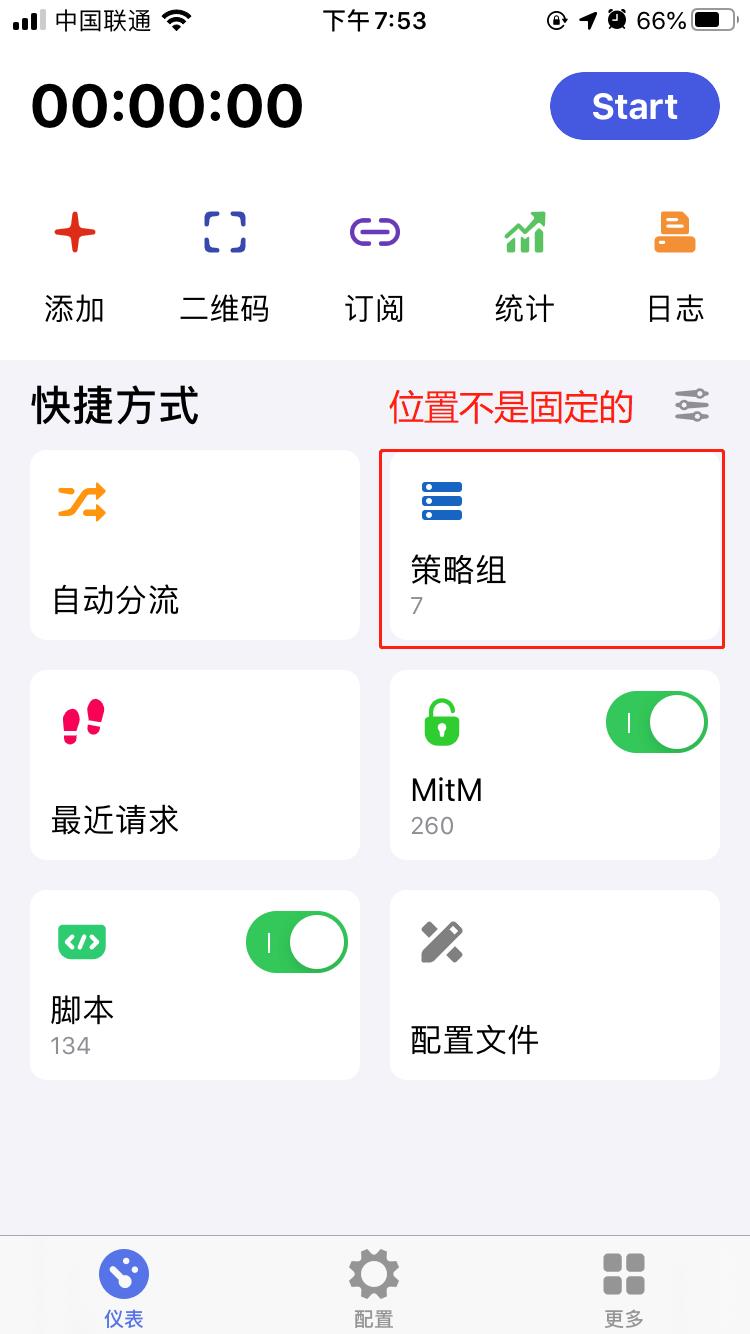 中国联通 下午7:53 66%
00:00:00 Start
添加 二维码 订阅 统计 日志
快捷方式 位置不是固定的
自动分流
策略组
7
最近请求
MitM
260
脚本
134
配置文件
仪表 配置 更多